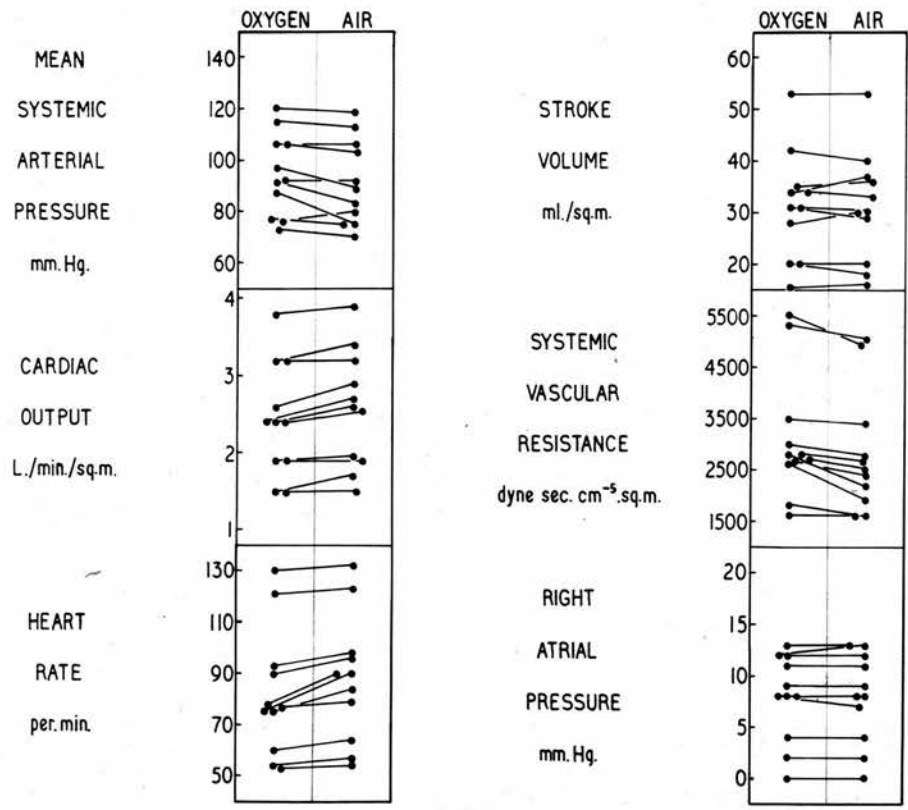 OXYGEN AIR
MEAN
SYSTEMIC
ARTERIAL
PRESSURE
mm. Hg.
140
120
100
80
60
CARDIAC
OUTPUT
L./min./sq.m.
4
3
2
1
HEART
RATE
per. min.
130
110
90
70
50
OXYGEN AIR
STROKE
VOLUME
ml./sq.m.
60
50
40
30
20
SYSTEMIC
VASCULAR
RESISTANCE
dyne sec. cm⁻⁵.sq.m.
5500
4500
3500
2500
1500
RIGHT
ATRIAL
PRESSURE
mm. Hg.
20
15
10
5
0